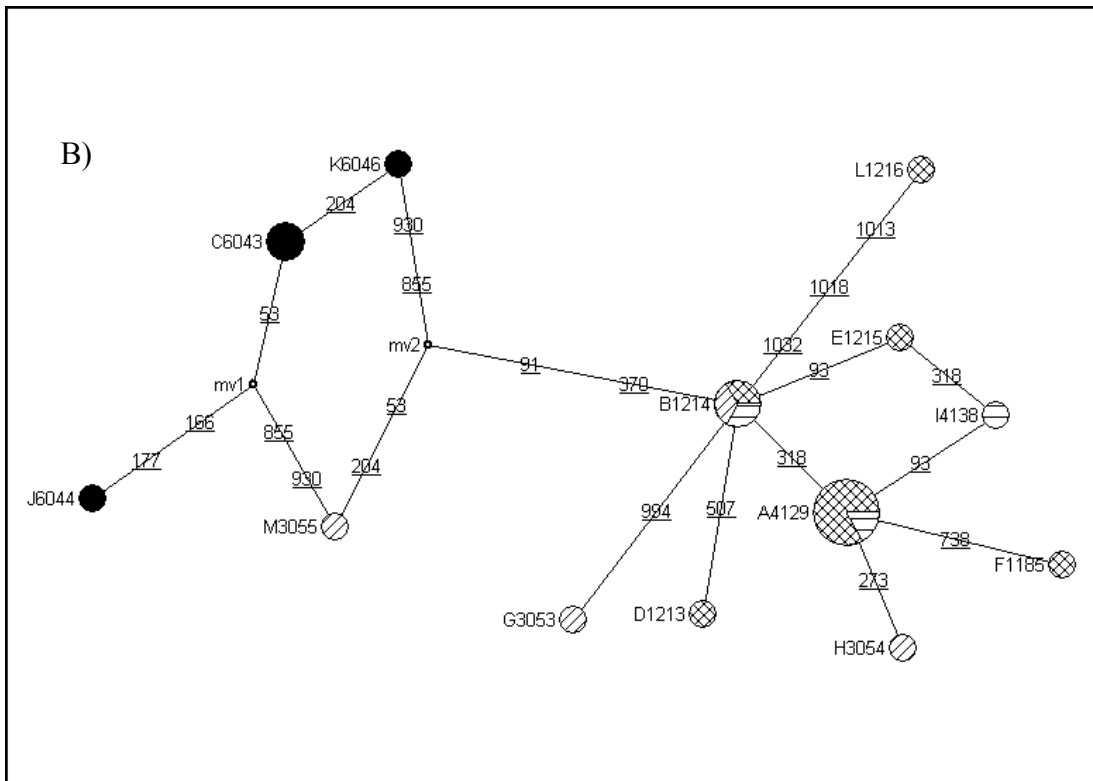 B)
K6046
L1216
204
930
1013
C6043
1018
855
53
1032
E1215
mv2
91
93
318
mv1
370
B1214
I4138
166
855
53
318
93
177
930
204
J6044
M3055
994
507
A4129
738
F1185
273
G3053
D1213
H3054